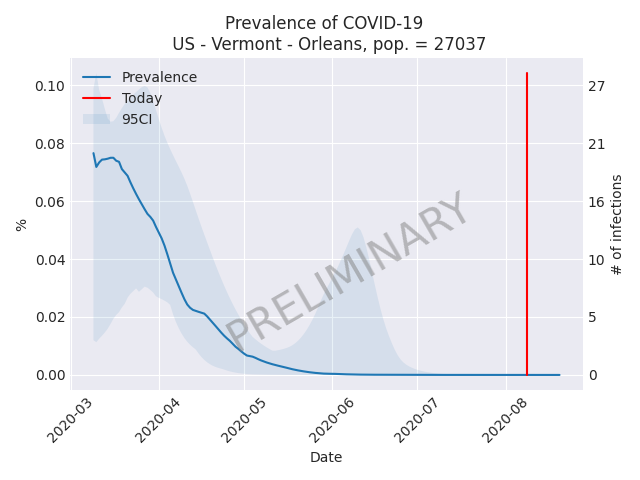 Prevalence of COVID-19
US - Vermont - Orleans, pop. = 27037
Prevalence
Today
95CI
PRELIMINARY
0.10
0.08
0.06
0.04
0.02
0.00
%
27
21
16
10
5
0
# of infections
2020-03
2020-04
2020-05
2020-06
2020-07
2020-08
Date